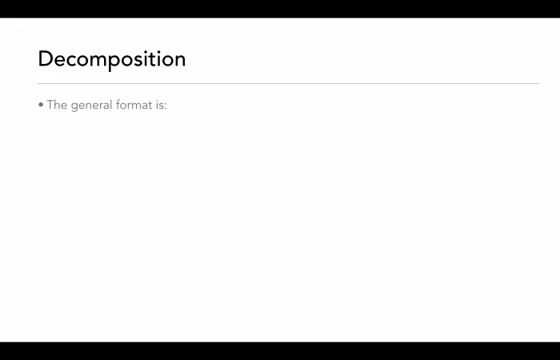 Decomposition
• The general format is: